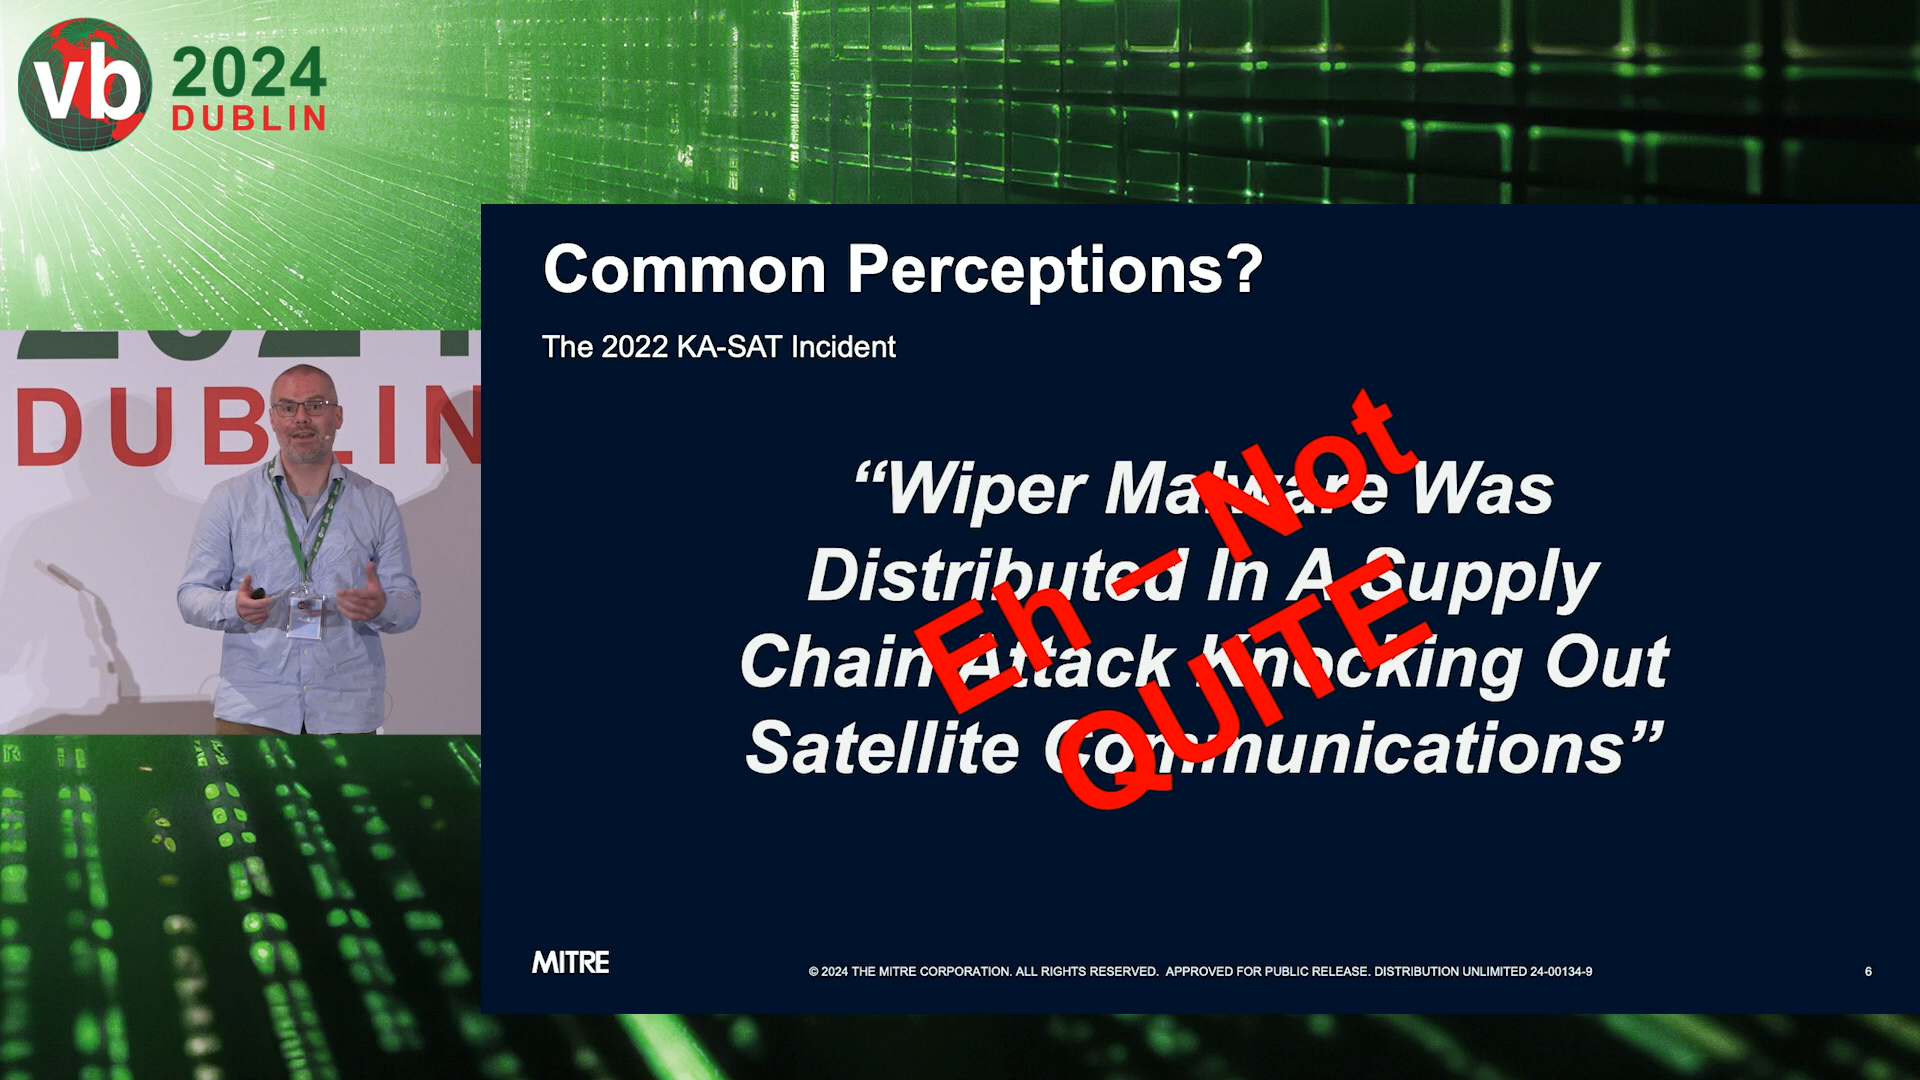 vb
2024
DUBLIN
DUBLIN
Common Perceptions?
The 2022 KA-SAT Incident
“Wiper Malware Was
Distributed In A Supply
Chain Attack Knocking Out
Satellite Communications”
Eh – Not
QUITE
MITRE
© 2024 THE MITRE CORPORATION. ALL RIGHTS RESERVED. APPROVED FOR PUBLIC RELEASE. DISTRIBUTION UNLIMITED 24-00134-9
6